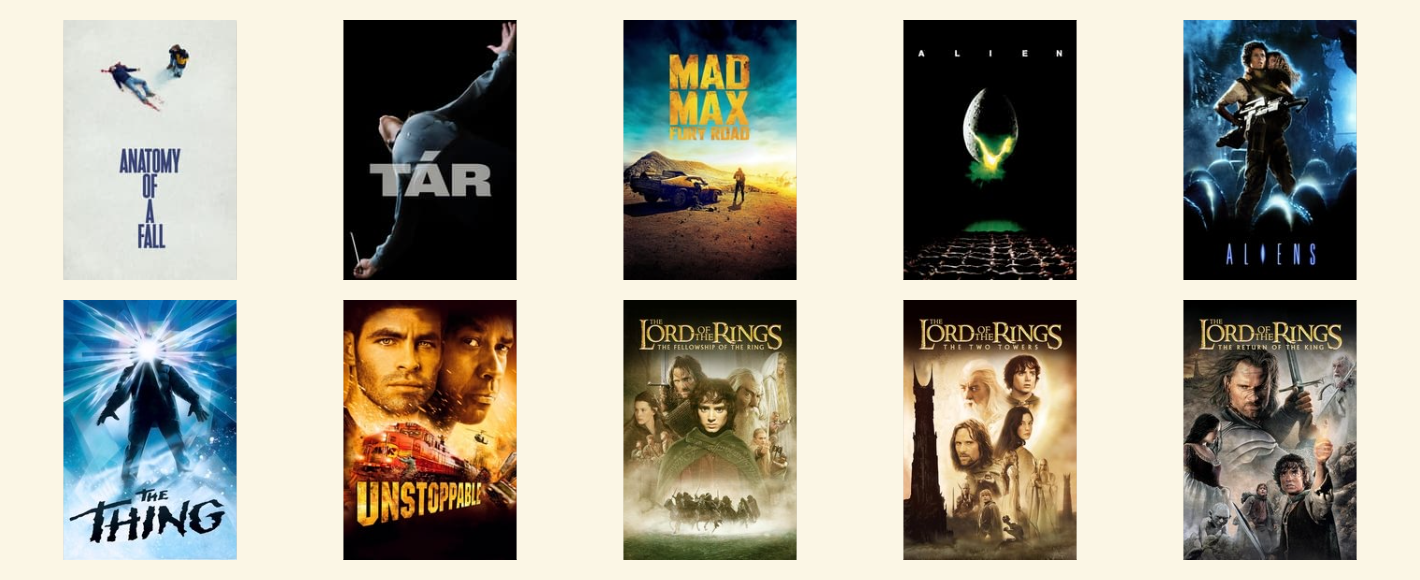 ANATOMY
OF
A
FALL
TÁR
MAD
MAX
FURY ROAD
A L I E N
ALIENS
THE
THING
UNSTOPPABLE
THE
LORD OF THE RINGS
THE FELLOWSHIP OF THE RING
THE
LORD OF THE RINGS
THE TWO TOWERS
THE
LORD OF THE RINGS
THE RETURN OF THE KING